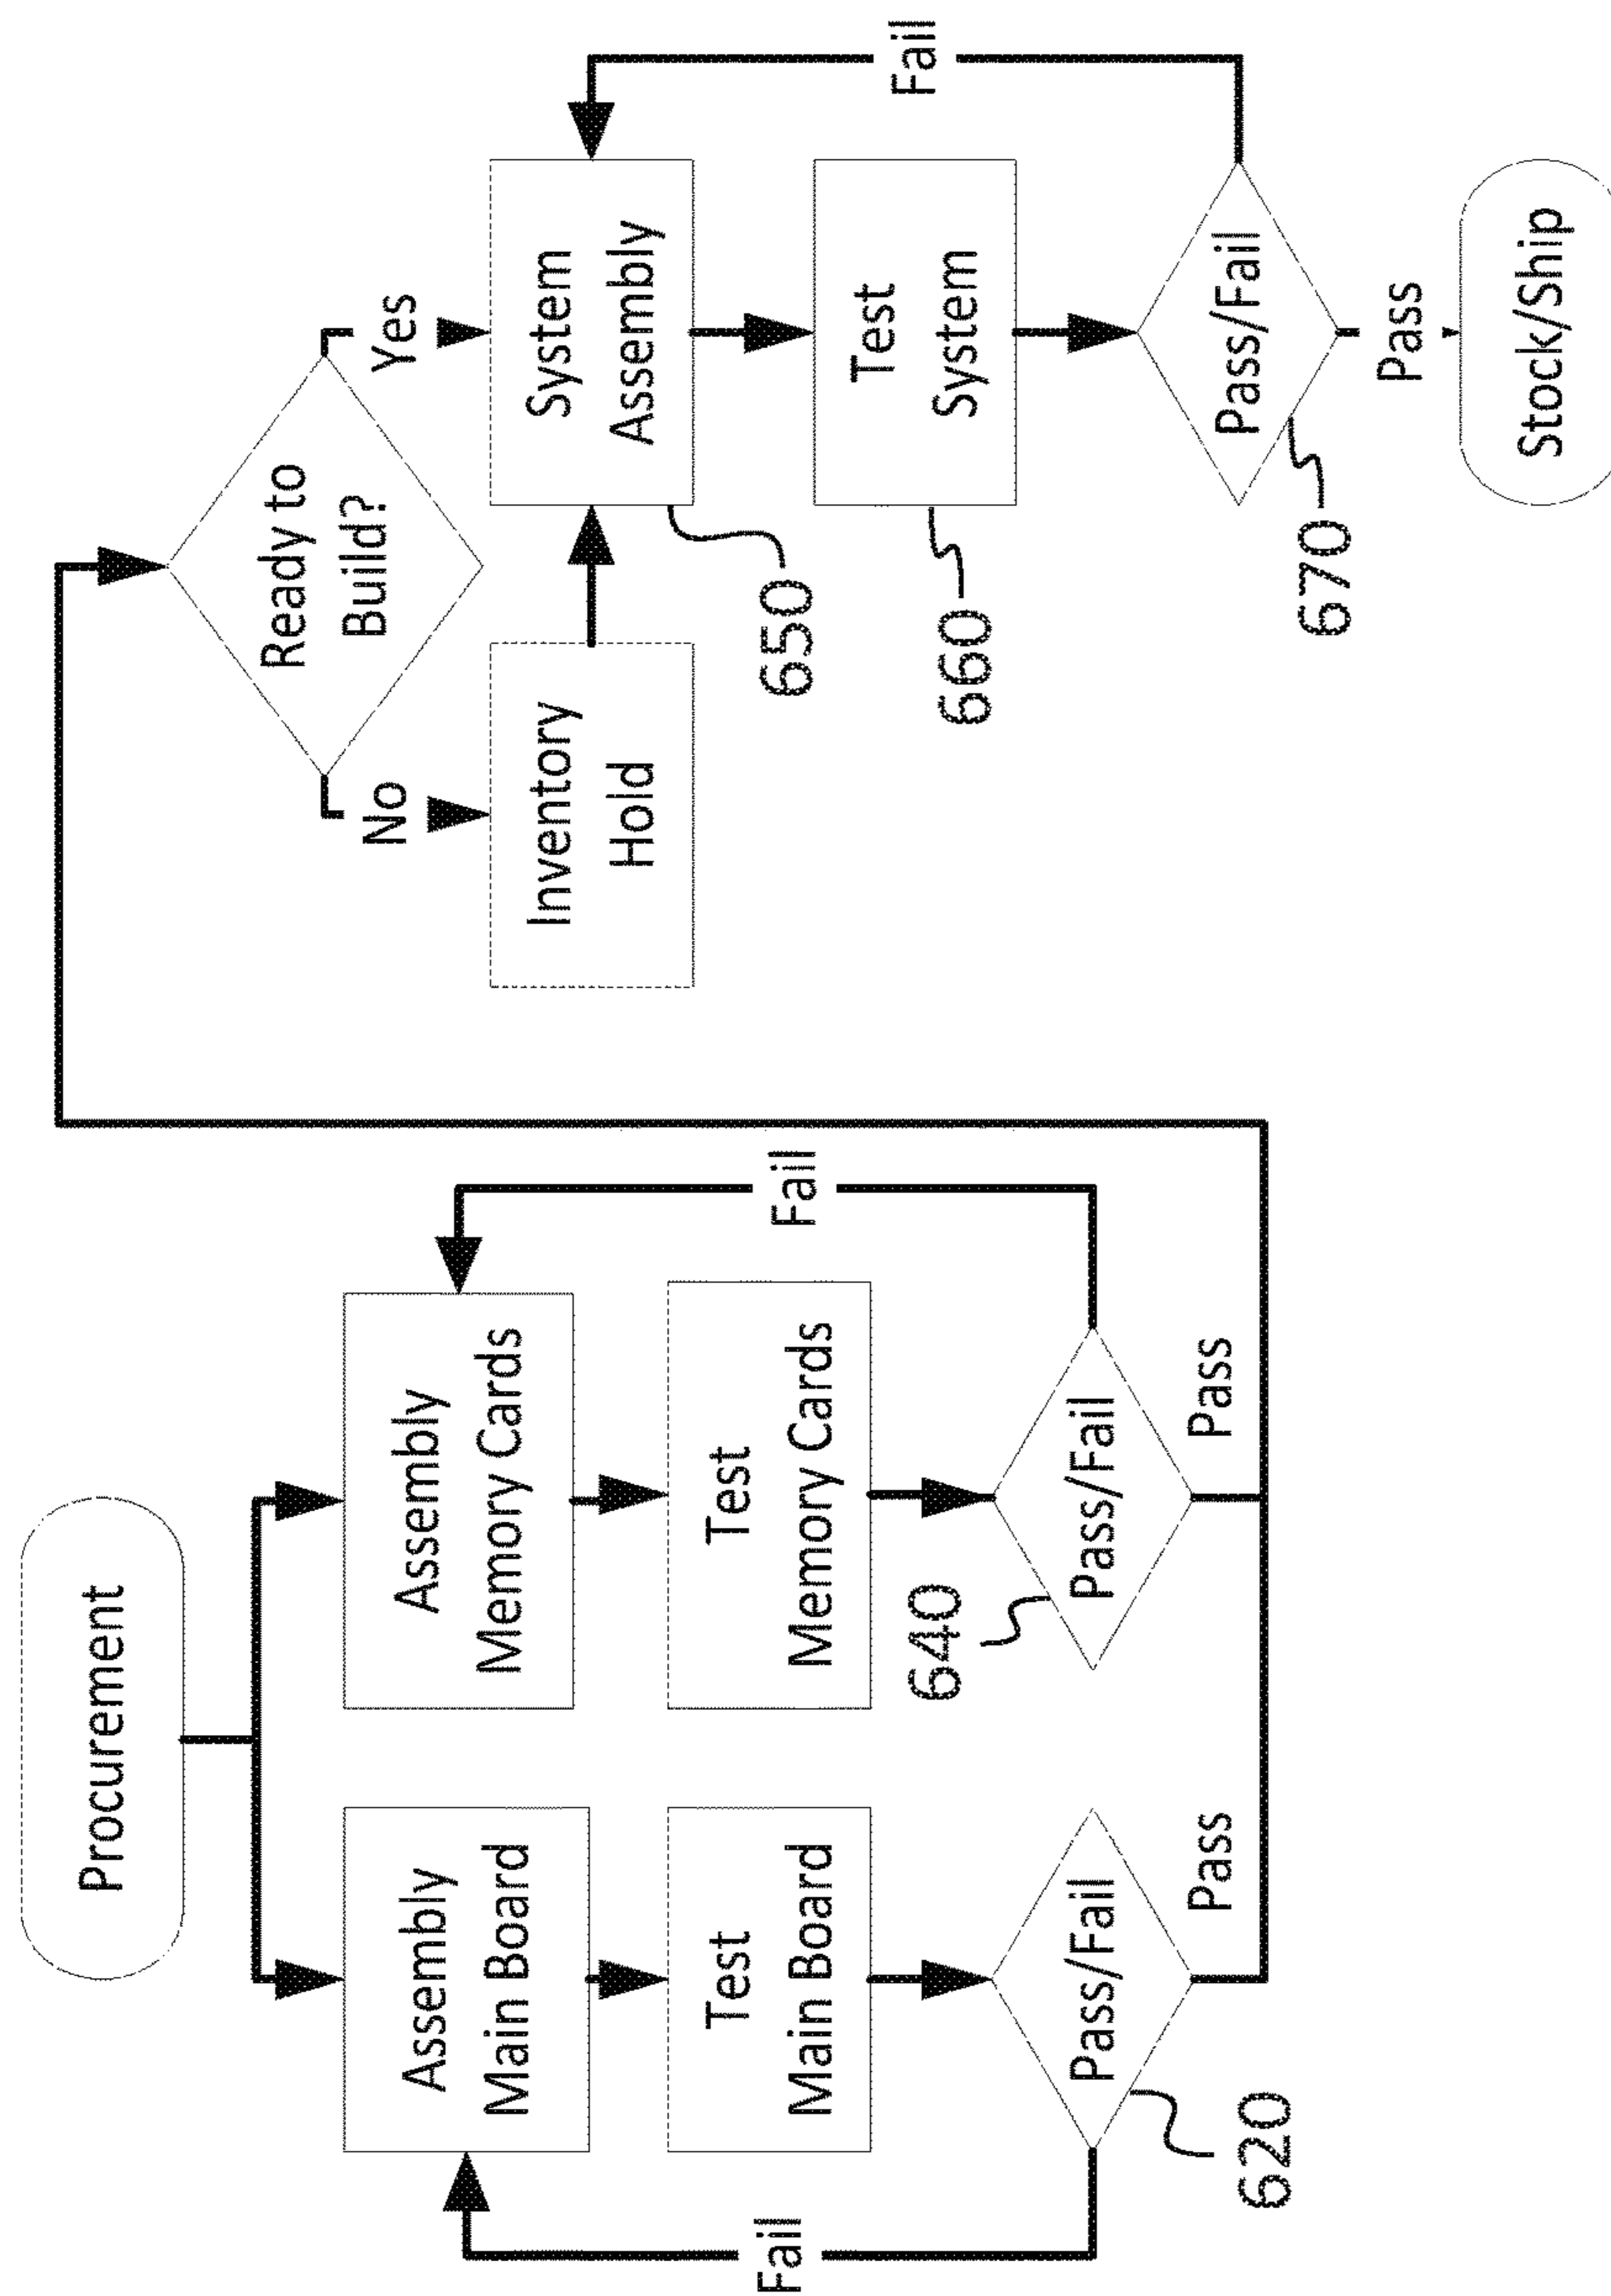 Procurement
Assembly
Main Board
Assembly
Memory Cards
Test
Main Board
Test
Memory Cards
Fail
Fail
640
Pass/Fail
Pass/Fail
620
Pass
Pass
Ready to
Build?
No
Yes
Inventory
Hold
System
Assembly
650
Test
System
Fail
660
Pass/Fail
670
Pass
Stock/Ship